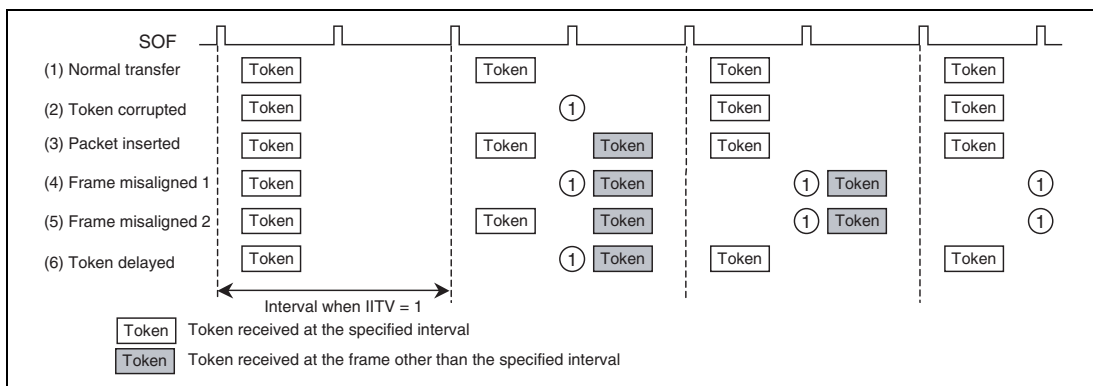 SOF
(1) Normal transfer Token Token Token Token
(2) Token corrupted Token 1 Token Token
(3) Packet inserted Token Token Token Token Token
(4) Frame misaligned 1 Token 1 Token 1 Token 1
(5) Frame misaligned 2 Token Token Token 1 Token 1
(6) Token delayed Token 1 Token Token Token
Interval when IITV = 1
Token Token received at the specified interval
Token Token received at the frame other than the specified interval